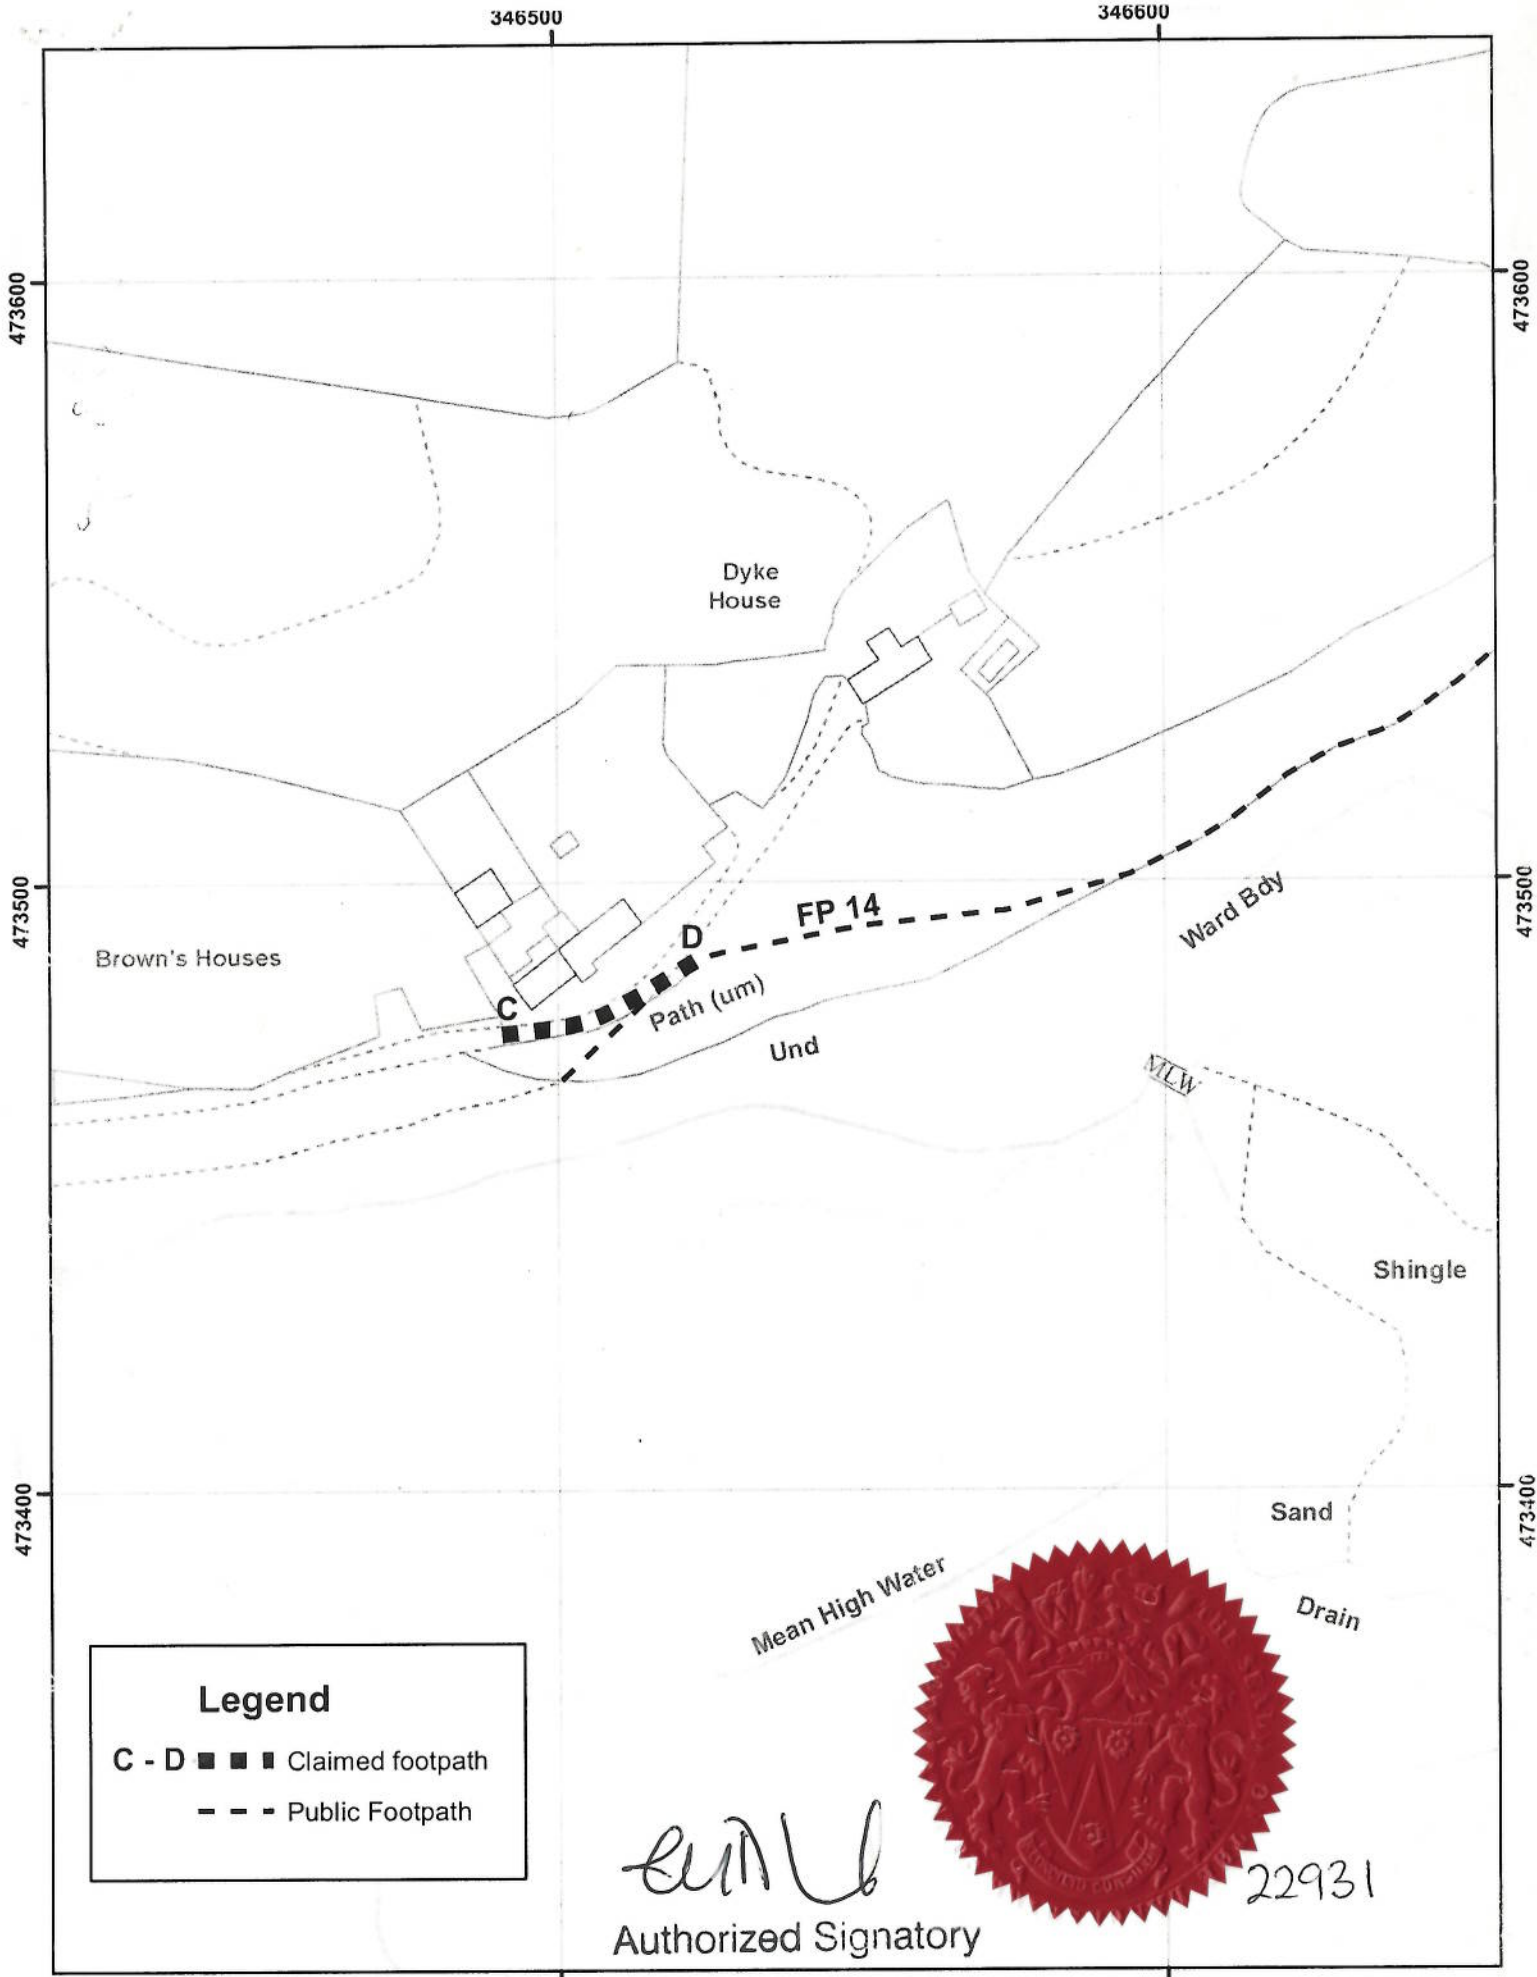 346500
346600
473600
473600
Dyke
House
473500
473500
FP 14
Ward Bdy
D
Brown's Houses
C
Path (um)
Und
MLW
Shingle
473400
473400
Sand
Mean High Water
Drain
Legend
C - D Claimed footpath
Public Footpath
22931
Authorized Signatory